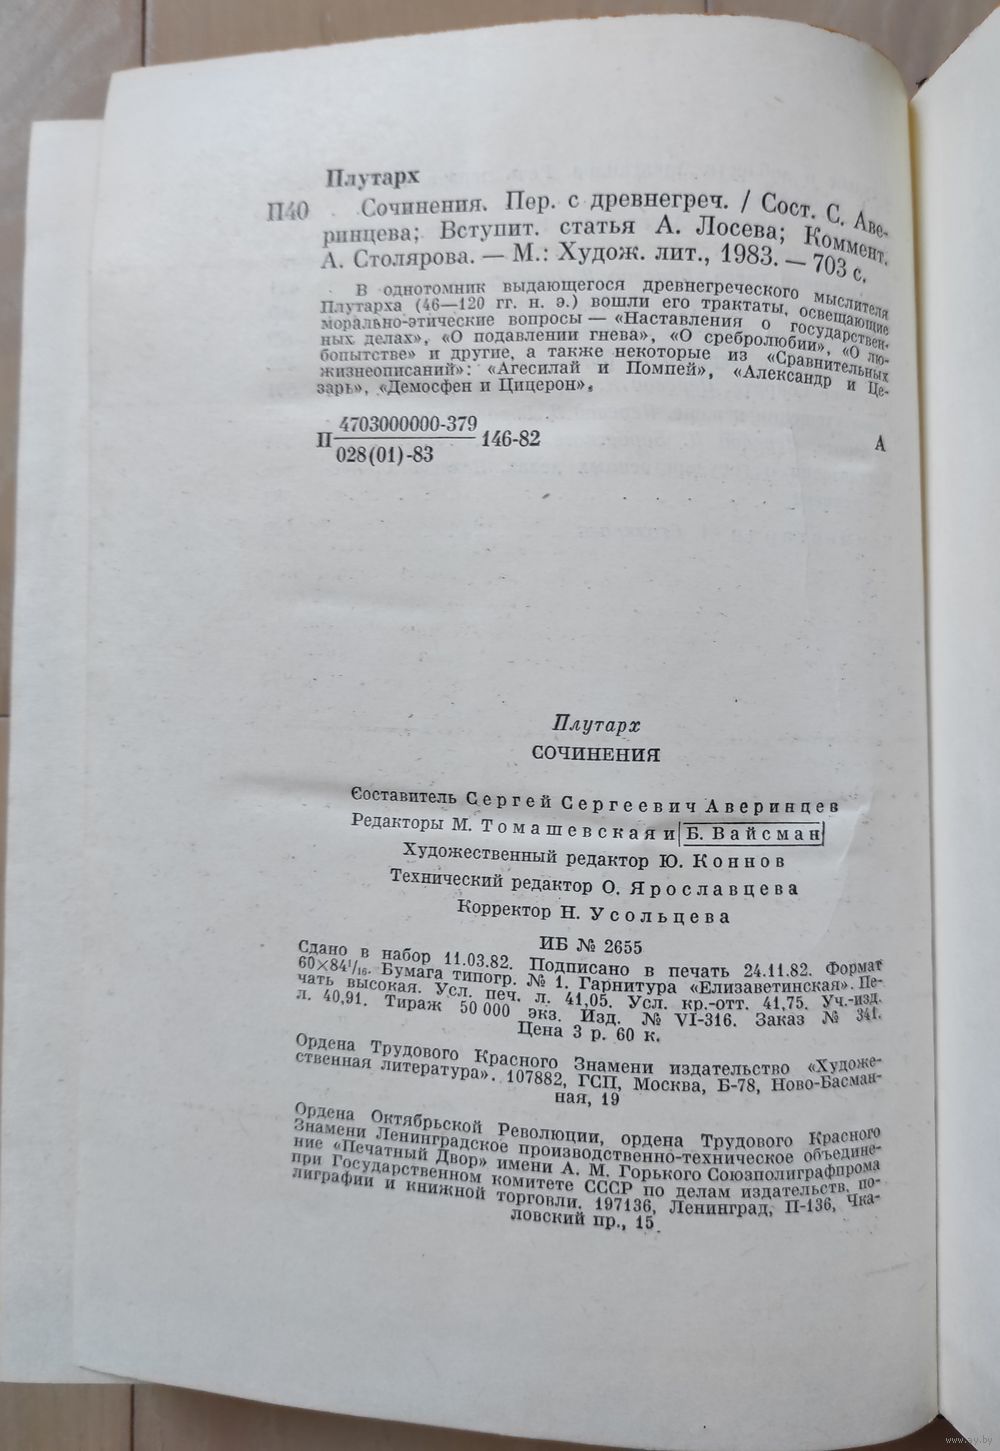 Плутарх
П40 Сочинения. Пер. с древнегреч. / Сост. С. Аве-
ринцева; Вступит. статья А. Лосева; Коммент.
А. Столярова. — М.: Худож. лит., 1983. — 703 с.
В однотомник выдающегося древнегреческого мыслителя
Плутарха (46—120 гг. н. э.) вошли его трактаты, освещающие
морально-этические вопросы — «Наставления о государствен-
ных делах», «О подавлении гнева», «О сребролюбии», «О лю-
бопытстве» и другие, а также некоторые из «Сравнительных
жизнеописаний»: «Агесилай и Помпей», «Александр и Це-
зарь», «Демосфен и Цицерон».
П 4703000000-379 / 028(01)-83 146-82 А
Плутарх
СОЧИНЕНИЯ
Составитель Сергей Сергеевич Аверинцев
Редакторы М. Томашевская и Б. Вайсман
Художественный редактор Ю. Коннов
Технический редактор О. Ярославцева
Корректор Н. Усольцева
ИБ № 2655
Сдано в набор 11.03.82. Подписано в печать 24.11.82. Формат
60×84¹/₁₆. Бумага типогр. № 1. Гарнитура «Елизаветинская». Пе-
чать высокая. Усл. печ. л. 41,05. Усл. кр.-отт. 41,75. Уч.-изд.
л. 40,91. Тираж 50 000 экз. Изд. № VI-316. Заказ № 341.
Цена 3 р. 60 к.
Ордена Трудового Красного Знамени издательство «Художе-
ственная литература». 107882, ГСП, Москва, Б-78, Ново-Басман-
ная, 19
Ордена Октябрьской Революции, ордена Трудового Красного
Знамени Ленинградское производственно-техническое объедине-
ние «Печатный Двор» имени А. М. Горького Союзполиграфпрома
при Государственном комитете СССР по делам издательств, по-
лиграфии и книжной торговли. 197136, Ленинград, П-136, Чка-
ловский пр., 15.
www.ay.by